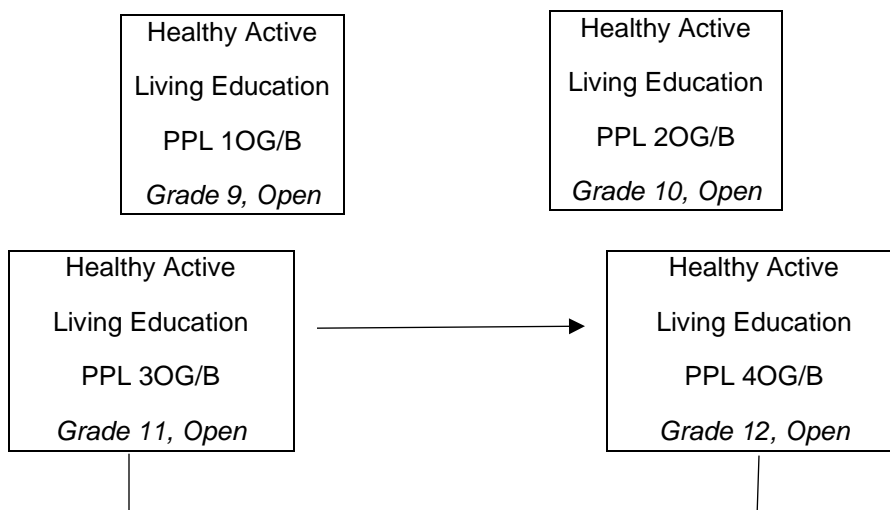 Healthy Active
Living Education
PPL 1OG/B
Grade 9, Open
Healthy Active
Living Education
PPL 2OG/B
Grade 10, Open
Healthy Active
Living Education
PPL 3OG/B
Grade 11, Open
Healthy Active
Living Education
PPL 4OG/B
Grade 12, Open